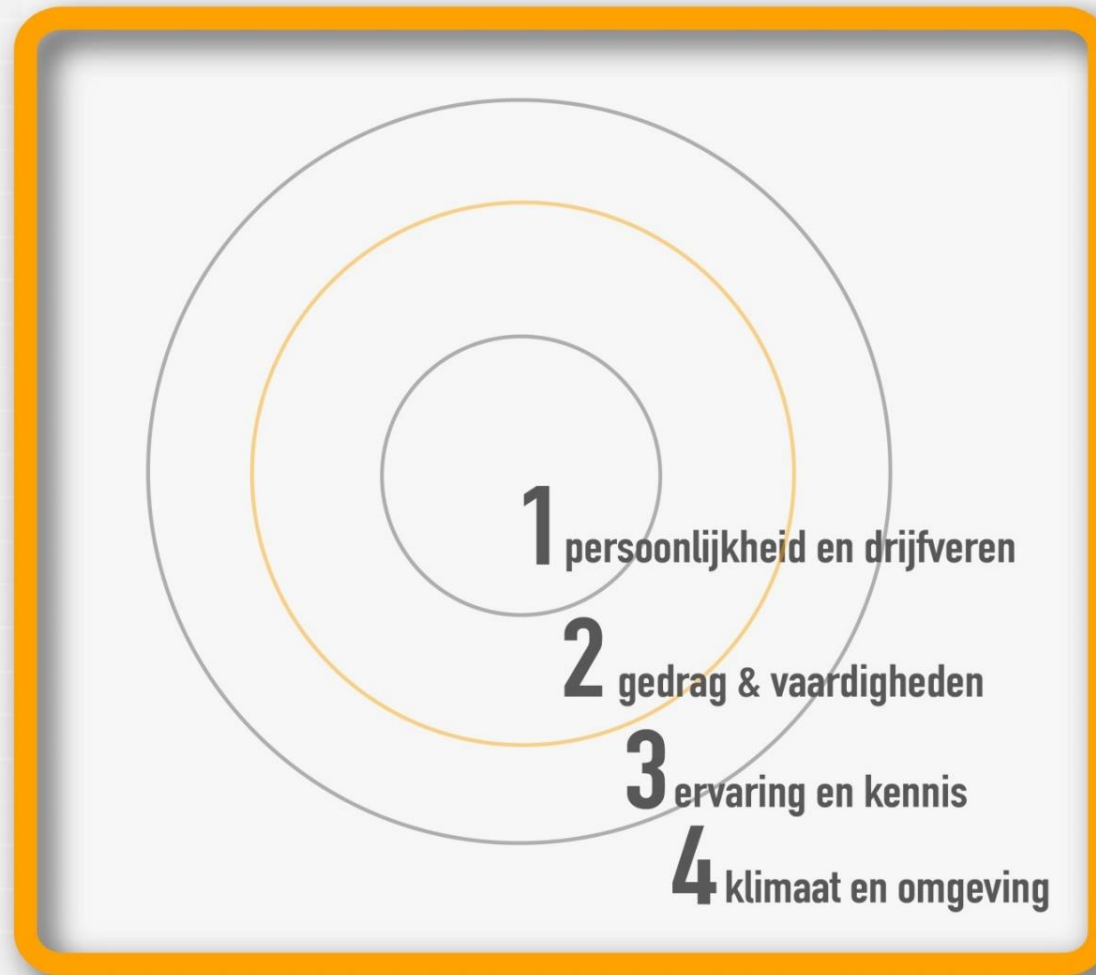 1 persoonlijkheid en drijfveren
2 gedrag & vaardigheden
3 ervaring en kennis
4 klimaat en omgeving